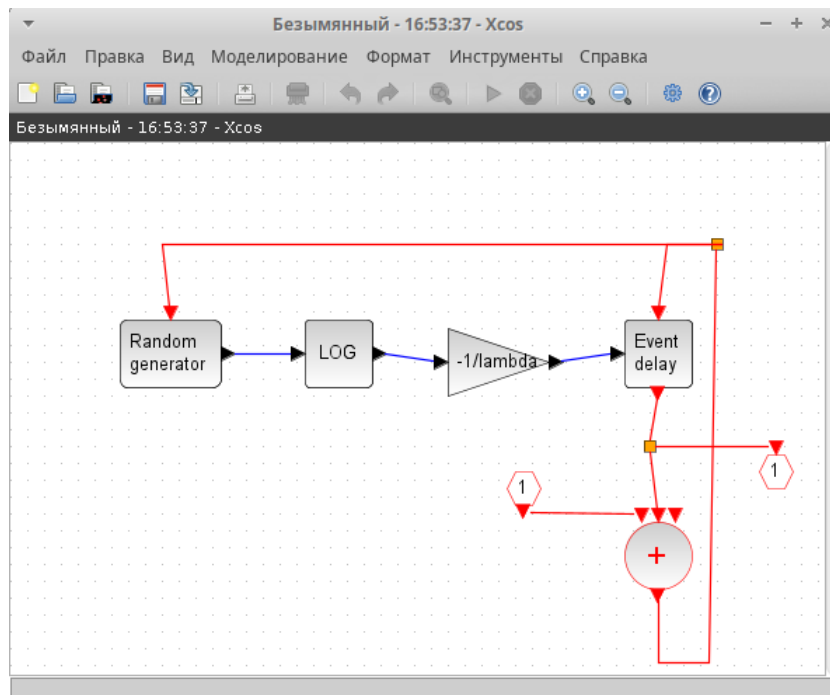 Безымянный - 16:53:37 - Xcos
Файл Правка Вид Моделирование Формат Инструменты Справка
Безымянный - 16:53:37 - Xcos
Random
generator
LOG
-1/lambda
Event
delay
1
1
+